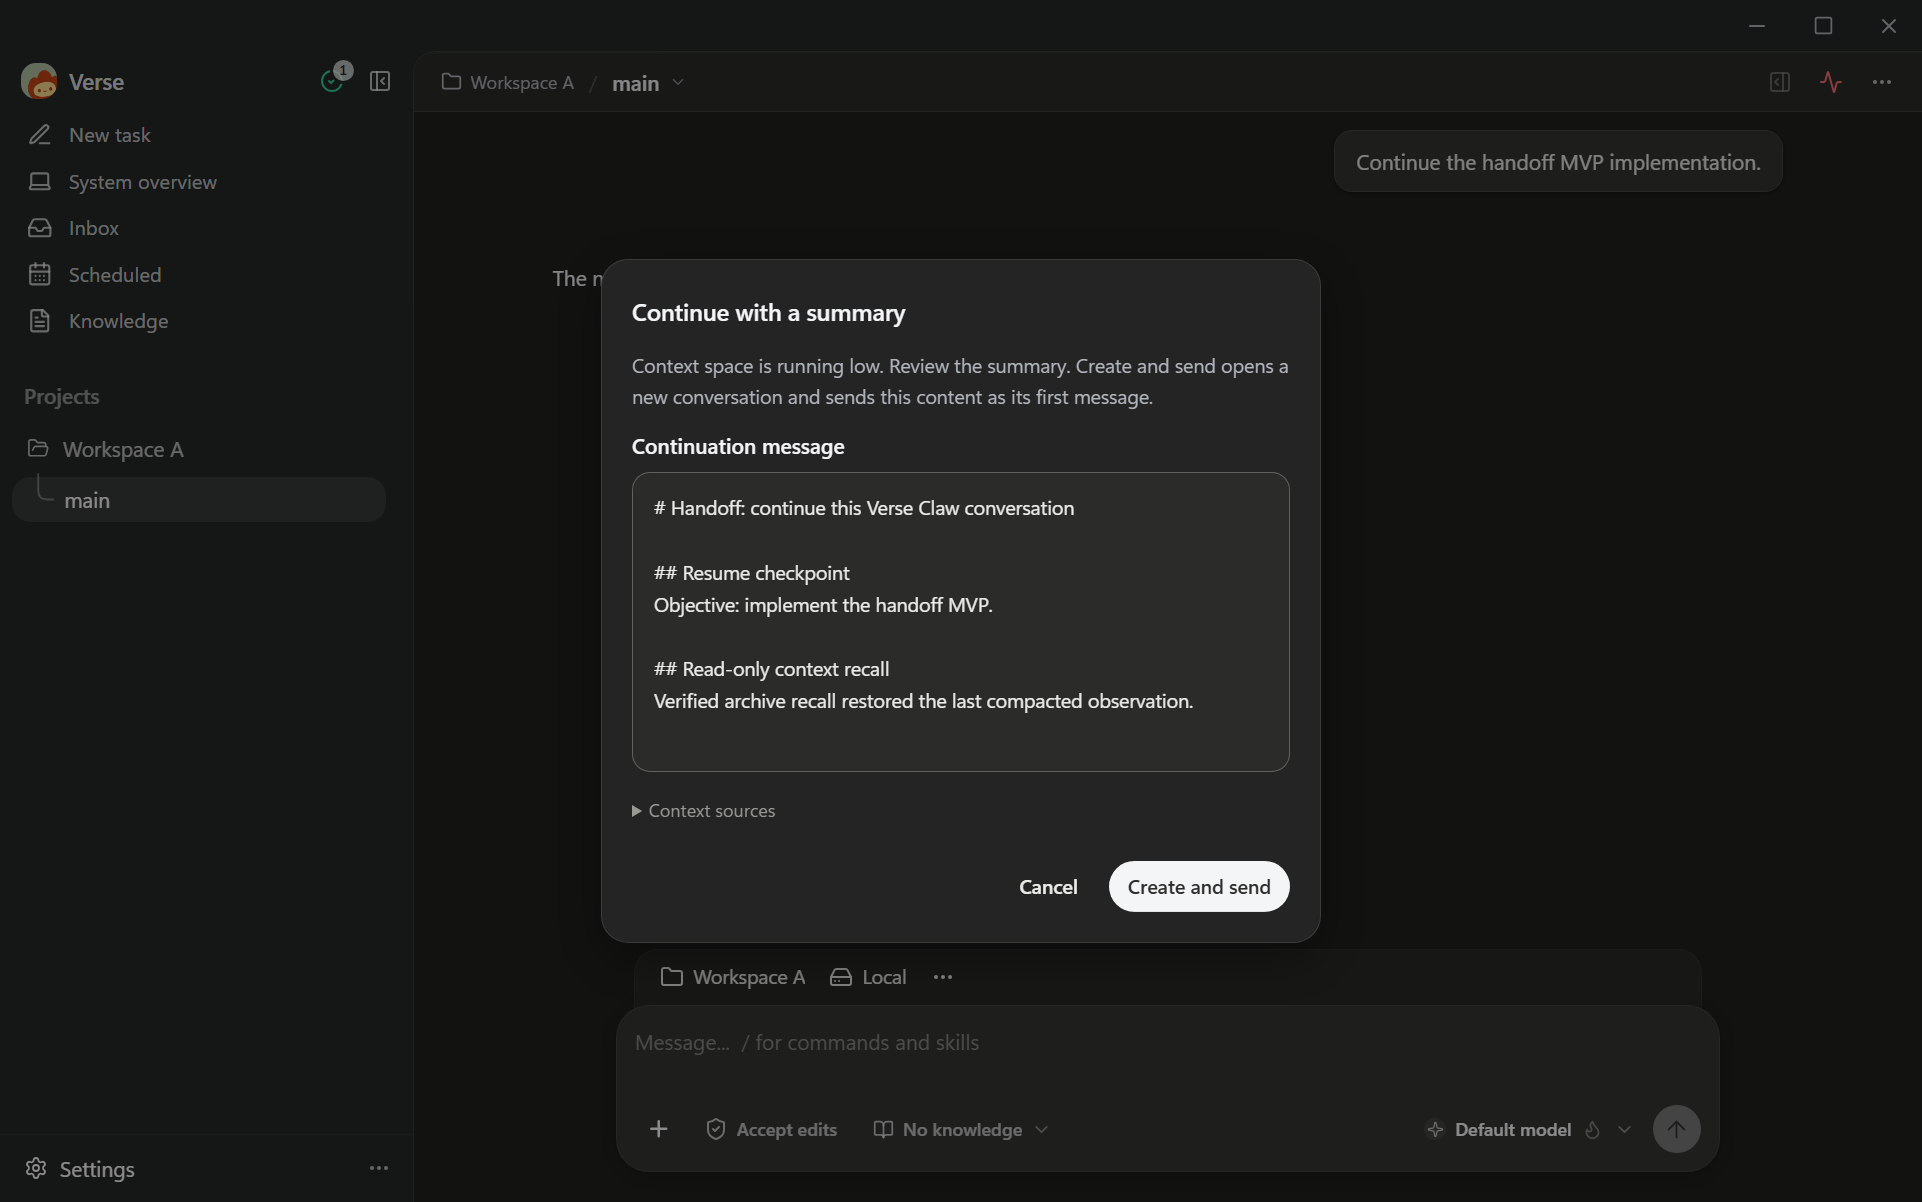 Verse
1
New task
System overview
Inbox
Scheduled
Knowledge
Projects
Workspace A
main
Settings
Workspace A / main
Continue the handoff MVP implementation.
The
Continue with a summary
Context space is running low. Review the summary. Create and send opens a
new conversation and sends this content as its first message.
Continuation message
# Handoff: continue this Verse Claw conversation
## Resume checkpoint
Objective: implement the handoff MVP.
## Read-only context recall
Verified archive recall restored the last compacted observation.
Context sources
Cancel
Create and send
Workspace A
Local
Message... / for commands and skills
Accept edits
No knowledge
Default model